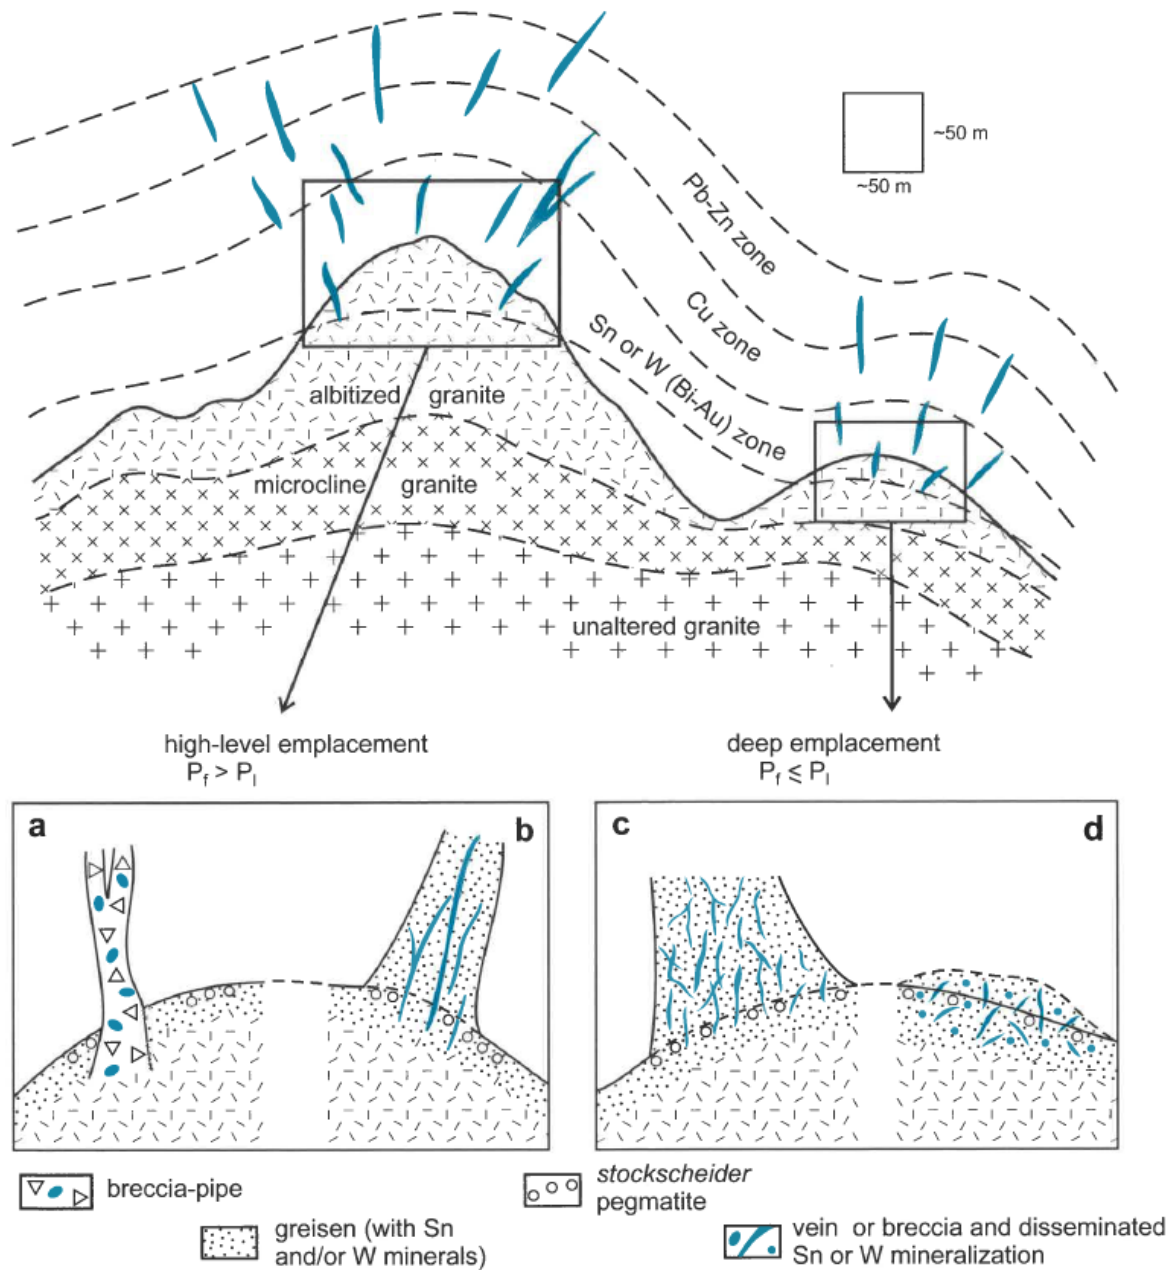 ~50 m
~50 m
Pb-Zn zone
Cu zone
Sn or W (Bi-Au) zone
albitized granite
microcline granite
unaltered granite
high-level emplacement
Pf > Pl
deep emplacement
Pf ⩽ Pl
a
b
c
d
breccia-pipe
stockscheider
pegmatite
greisen (with Sn
and/or W minerals)
vein or breccia and disseminated
Sn or W mineralization